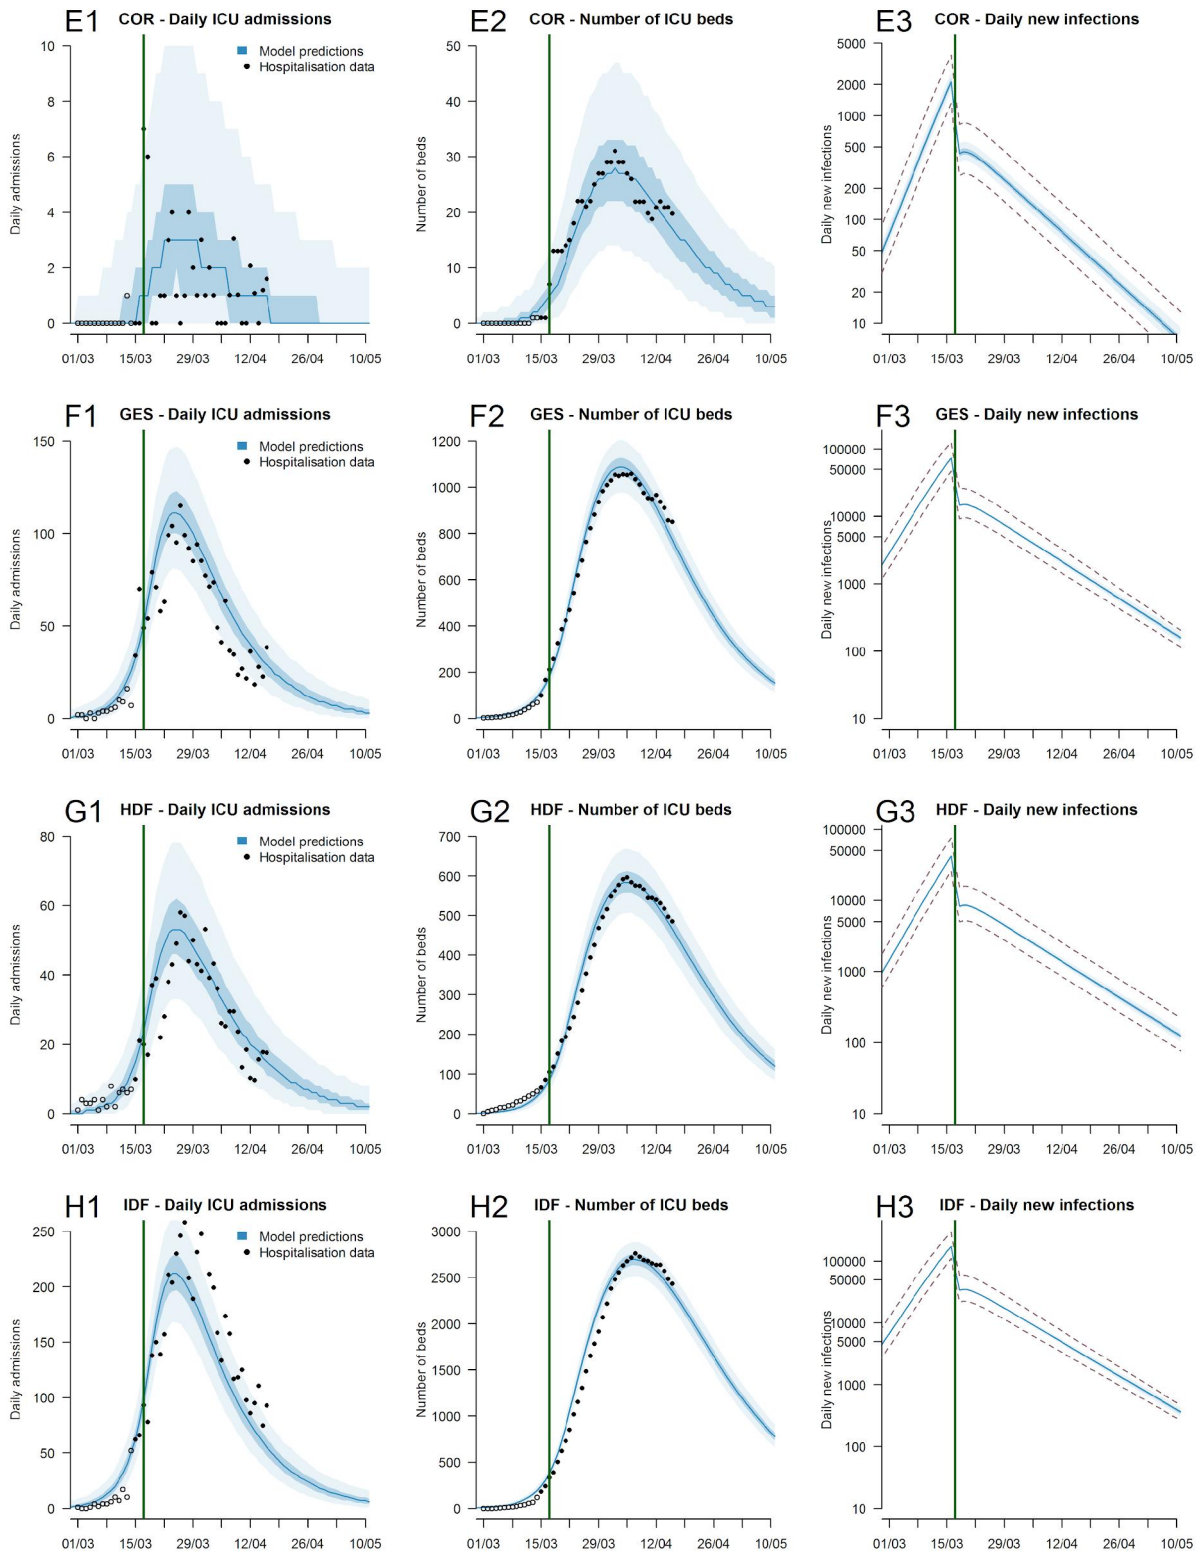 E1 COR - Daily ICU admissions
Model predictions
Hospitalisation data
Daily admissions
10
8
6
4
2
0
01/03 15/03 29/03 12/04 26/04 10/05
E2 COR - Number of ICU beds
Number of beds
50
40
30
20
10
0
01/03 15/03 29/03 12/04 26/04 10/05
E3 COR - Daily new infections
Daily new infections
5000
2000
1000
500
200
100
50
20
10
01/03 15/03 29/03 12/04 26/04 10/05
F1 GES - Daily ICU admissions
Model predictions
Hospitalisation data
Daily admissions
150
100
50
0
01/03 15/03 29/03 12/04 26/04 10/05
F2 GES - Number of ICU beds
Number of beds
1200
1000
800
600
400
200
0
01/03 15/03 29/03 12/04 26/04 10/05
F3 GES - Daily new infections
Daily new infections
100000
50000
10000
5000
1000
100
10
01/03 15/03 29/03 12/04 26/04 10/05
G1 HDF - Daily ICU admissions
Model predictions
Hospitalisation data
Daily admissions
80
60
40
20
0
01/03 15/03 29/03 12/04 26/04 10/05
G2 HDF - Number of ICU beds
Number of beds
700
600
500
400
300
200
100
0
01/03 15/03 29/03 12/04 26/04 10/05
G3 HDF - Daily new infections
Daily new infections
100000
50000
10000
5000
1000
100
10
01/03 15/03 29/03 12/04 26/04 10/05
H1 IDF - Daily ICU admissions
Model predictions
Hospitalisation data
Daily admissions
250
200
150
100
50
0
01/03 15/03 29/03 12/04 26/04 10/05
H2 IDF - Number of ICU beds
Number of beds
3000
2500
2000
1500
1000
500
0
01/03 15/03 29/03 12/04 26/04 10/05
H3 IDF - Daily new infections
Daily new infections
100000
50000
10000
5000
1000
100
10
01/03 15/03 29/03 12/04 26/04 10/05